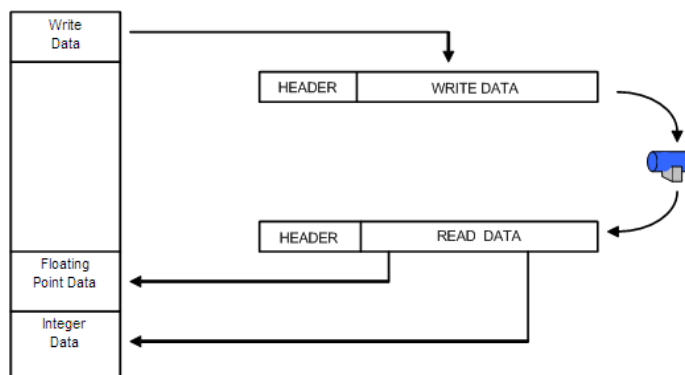 Write
Data
HEADER
WRITE DATA
HEADER
READ DATA
Floating
Point Data
Integer
Data